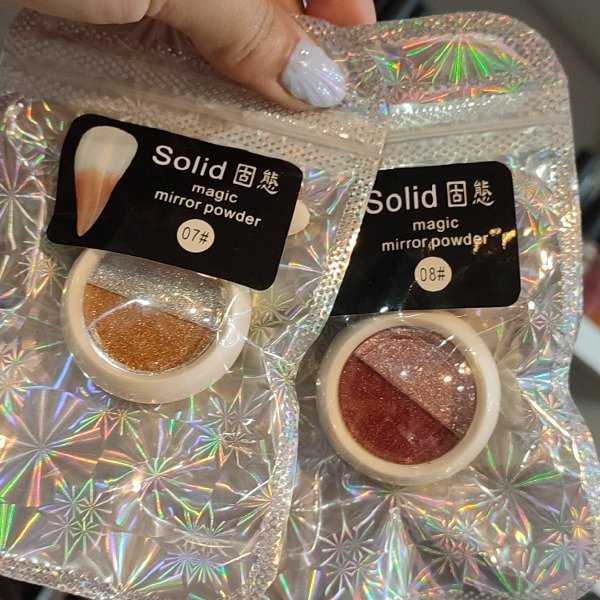 Solid 固態
magic
mirror powder
07#
Solid 固態
magic
mirror powder
08#